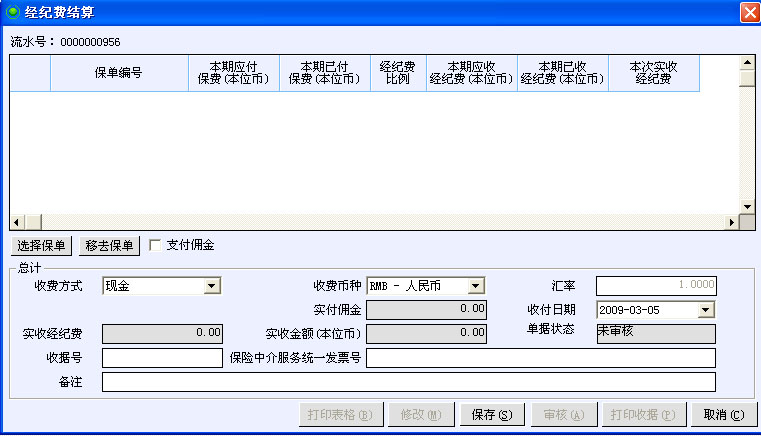 经纪费结算
流水号： 0000000956
保单编号
本期应付
保费(本位币)
本期已付
保费(本位币)
经纪费
比例
本期应收
经纪费(本位币)
本期已收
经纪费(本位币)
本次实收
经纪费
选择保单 移去保单 支付佣金
总计
收费方式 现金 收费币种 RMB - 人民币 汇率 1.0000
实付佣金 0.00 收付日期 2009-03-05
实收经纪费 0.00 实收金额(本位币) 0.00 单据状态 未审核
收据号 保险中介服务统一发票号
备注
打印表格(B) 修改(M) 保存(S) 审核(A) 打印收据(P) 取消(C)